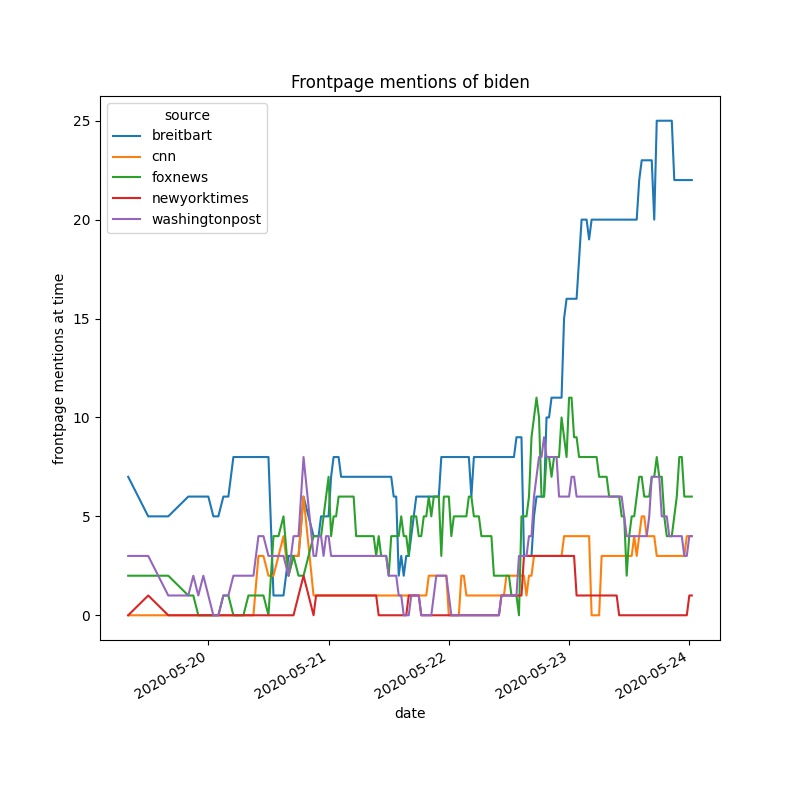 Frontpage mentions of biden
source
breitbart
cnn
foxnews
newyorktimes
washingtonpost
frontpage mentions at time
25
20
15
10
5
0
2020-05-20
2020-05-21
2020-05-22
2020-05-23
2020-05-24
date